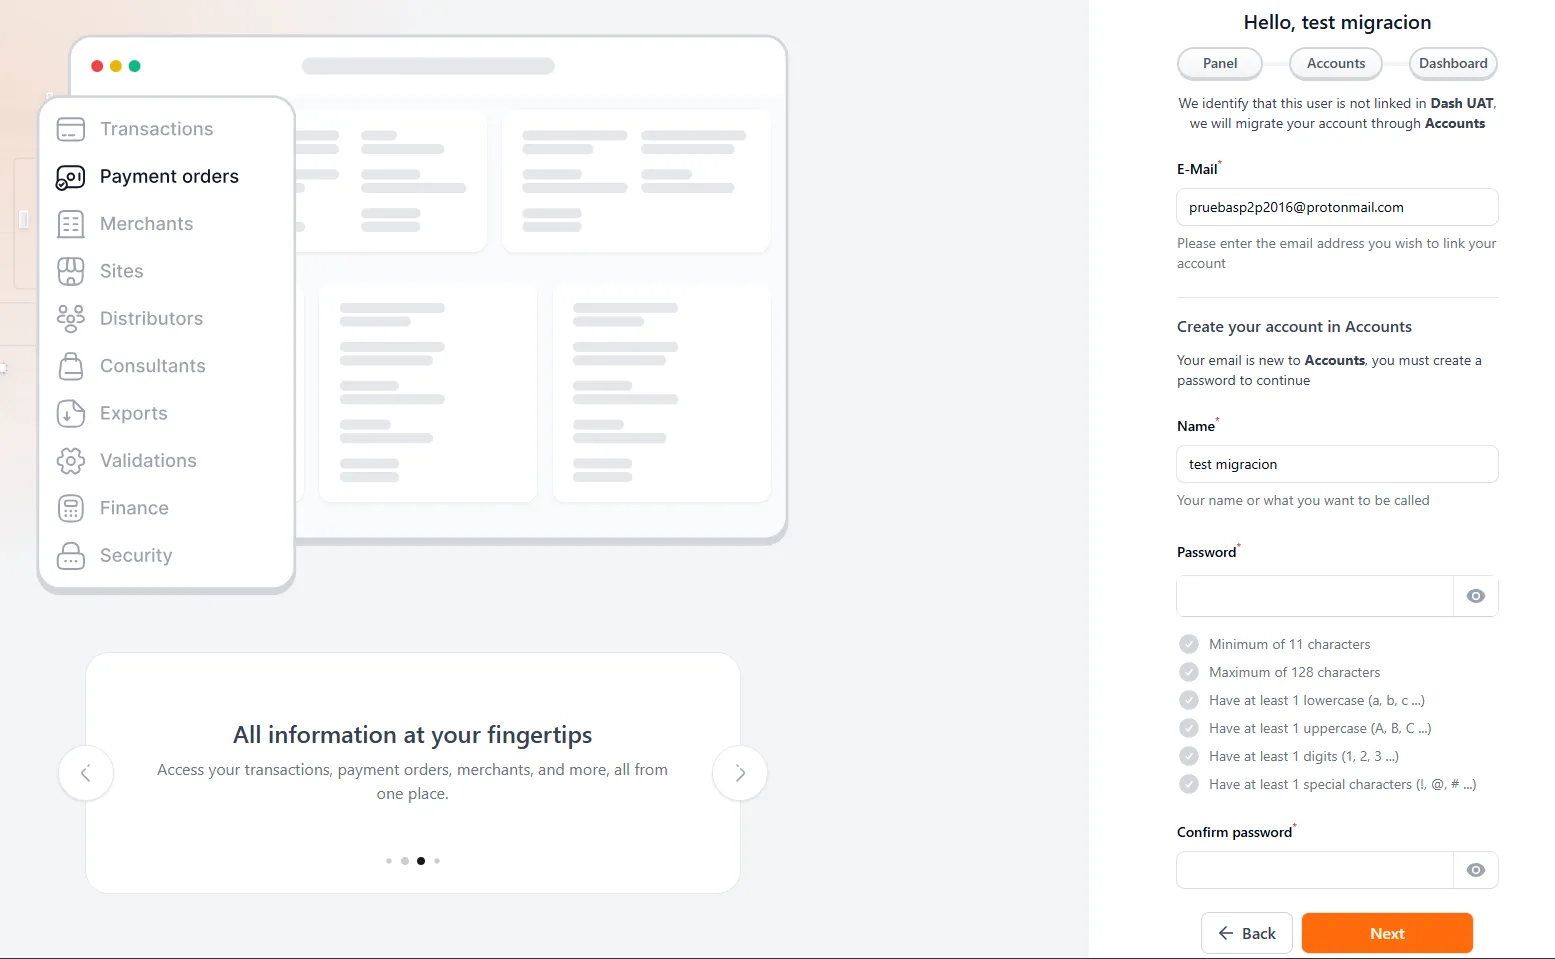 Transactions
Payment orders
Merchants
Sites
Distributors
Consultants
Exports
Validations
Finance
Security
All information at your fingertips
Access your transactions, payment orders, merchants, and more, all from
one place.
Hello, test migracion
Panel
Accounts
Dashboard
We identify that this user is not linked in Dash UAT,
we will migrate your account through Accounts
E-Mail*
pruebasp2p2016@protonmail.com
Please enter the email address you wish to link your
account
Create your account in Accounts
Your email is new to Accounts, you must create a
password to continue
Name*
test migracion
Your name or what you want to be called
Password*
Minimum of 11 characters
Maximum of 128 characters
Have at least 1 lowercase (a, b, c ...)
Have at least 1 uppercase (A, B, C ...)
Have at least 1 digits (1, 2, 3 ...)
Have at least 1 special characters (!, @, # ...)
Confirm password*
Back
Next